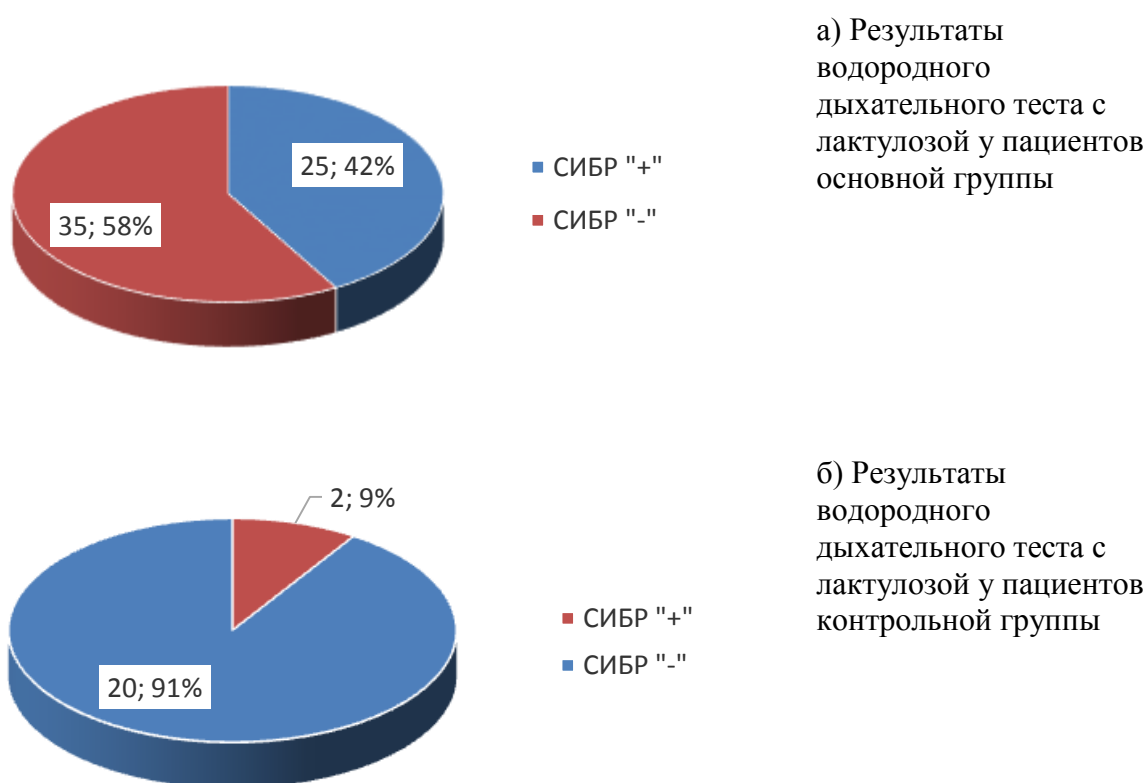 а) Результаты
водородного
дыхательного теста с
лактулозой у пациентов
основной группы
25; 42%
35; 58%
СИБР "+"
СИБР "-"
б) Результаты
водородного
дыхательного теста с
лактулозой у пациентов
контрольной группы
2; 9%
20; 91%
СИБР "+"
СИБР "-"